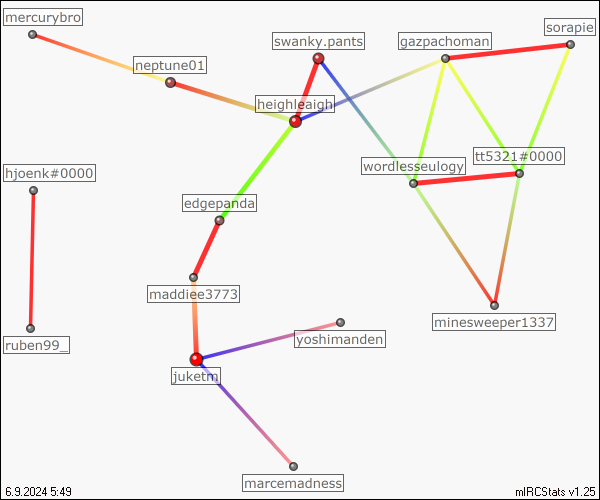 mercurybro
sorapie
swanky.pants
gazpachoman
neptune01
heighleaigh
tt5321#0000
wordlesseulogy
hjoenk#0000
edgepanda
maddiee3773
minesweeper1337
yoshimanden
ruben99_
juketm
marcemadness
6.9.2024 5:49
mIRCStats v1.25